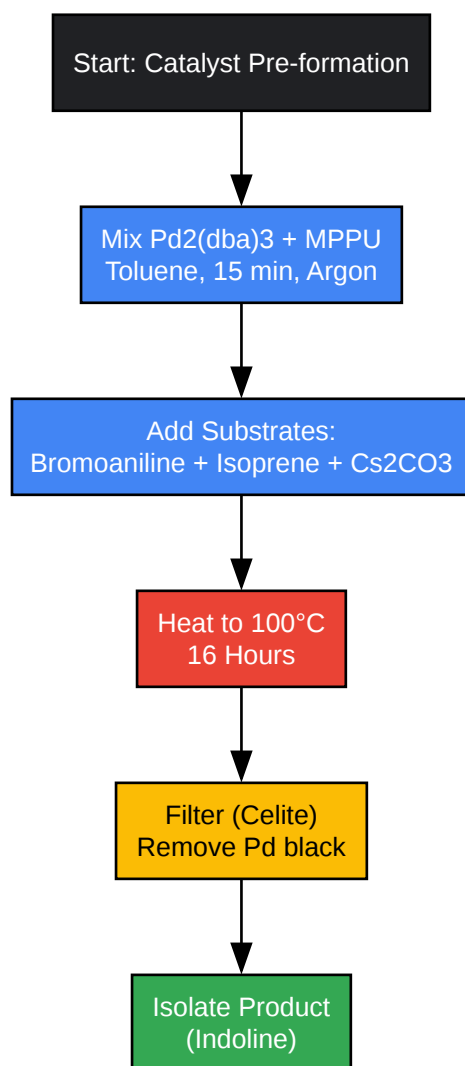 Start: Catalyst Pre-formation
Mix Pd2(dba)3 + MPPU
Toluene, 15 min, Argon
Add Substrates:
Bromoaniline + Isoprene + Cs2CO3
Heat to 100°C
16 Hours
Filter (Celite)
Remove Pd black
Isolate Product
(Indoline)